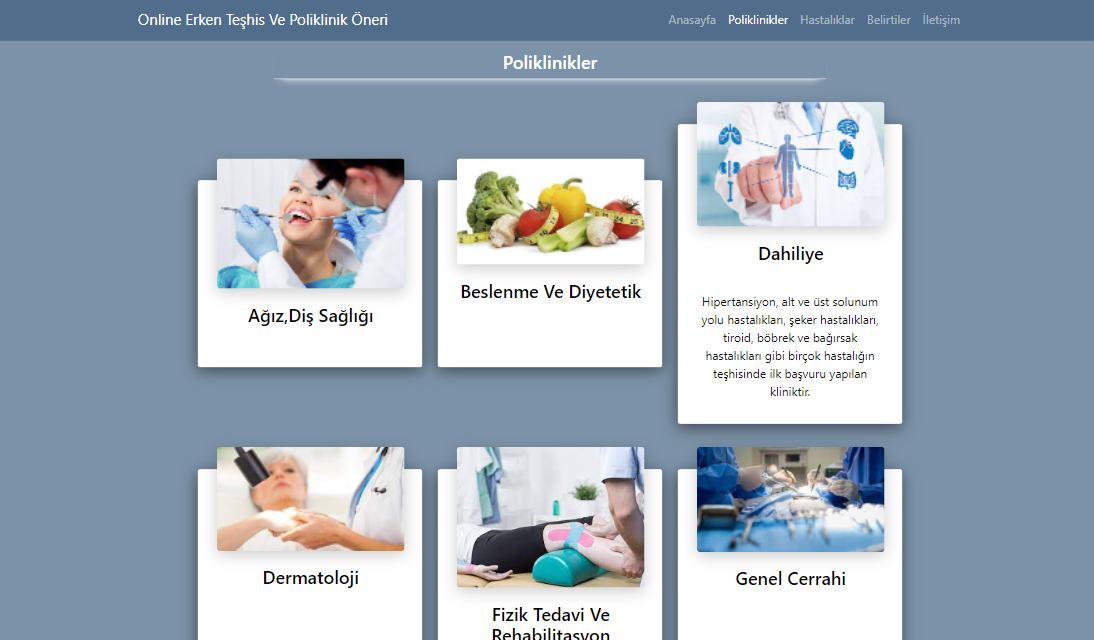 Online Erken Teşhis Ve Poliklinik Öneri
Anasayfa Poliklinikler Hastalıklar Belirtiler İletişim
Poliklinikler
Ağız,Diş Sağlığı
Beslenme Ve Diyetetik
Dahiliye
Hipertansiyon, alt ve üst solunum
yolu hastalıkları, şeker hastalıkları,
tiroid, böbrek ve bağırsak
hastalıkları gibi birçok hastalığın
teşhisinde ilk başvuru yapılan
kliniktir.
Dermatoloji
Fizik Tedavi Ve
Rehabilitasyon
Genel Cerrahi